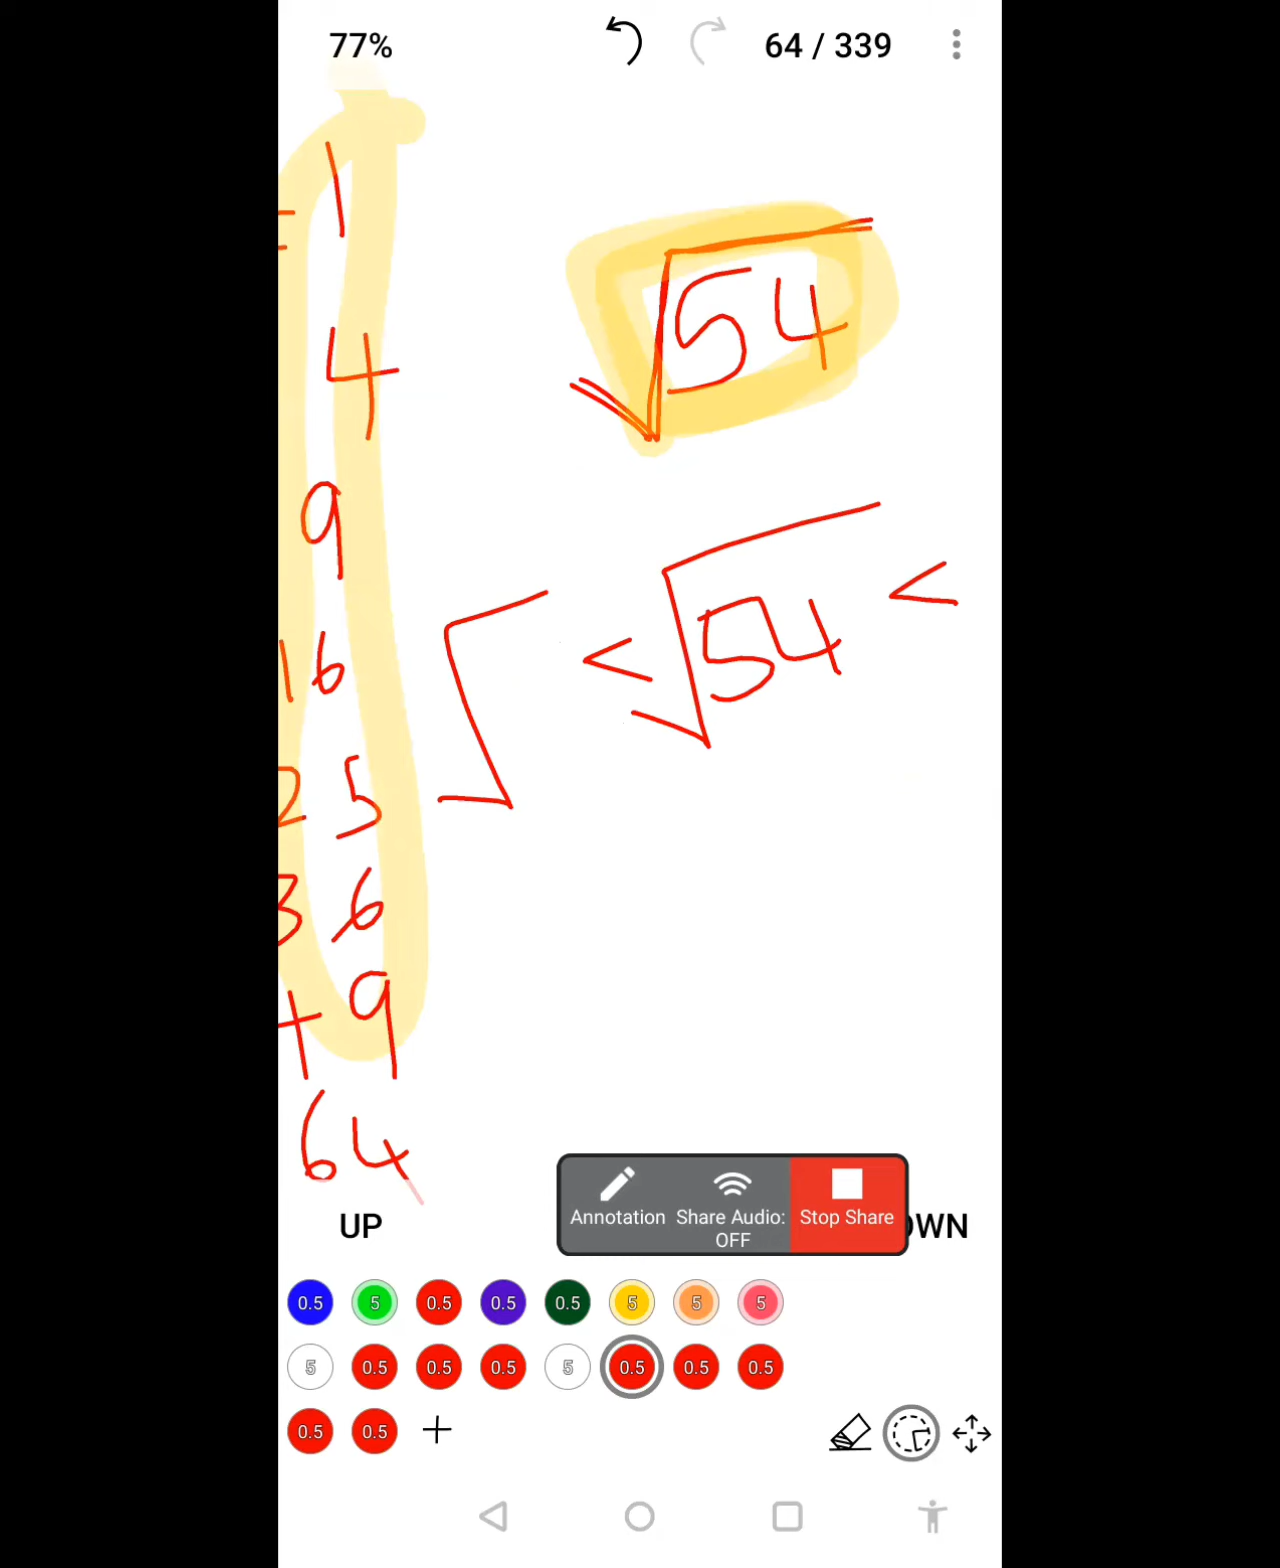 77% 64 / 339
= 1
4
9
16
25
36
49
64
√54
√ < √54 <
Annotation Share Audio: OFF Stop Share
UP OWN
0.5 5 0.5 0.5 0.5 5 5 5
5 0.5 0.5 0.5 5 0.5 0.5 0.5
0.5 0.5 +